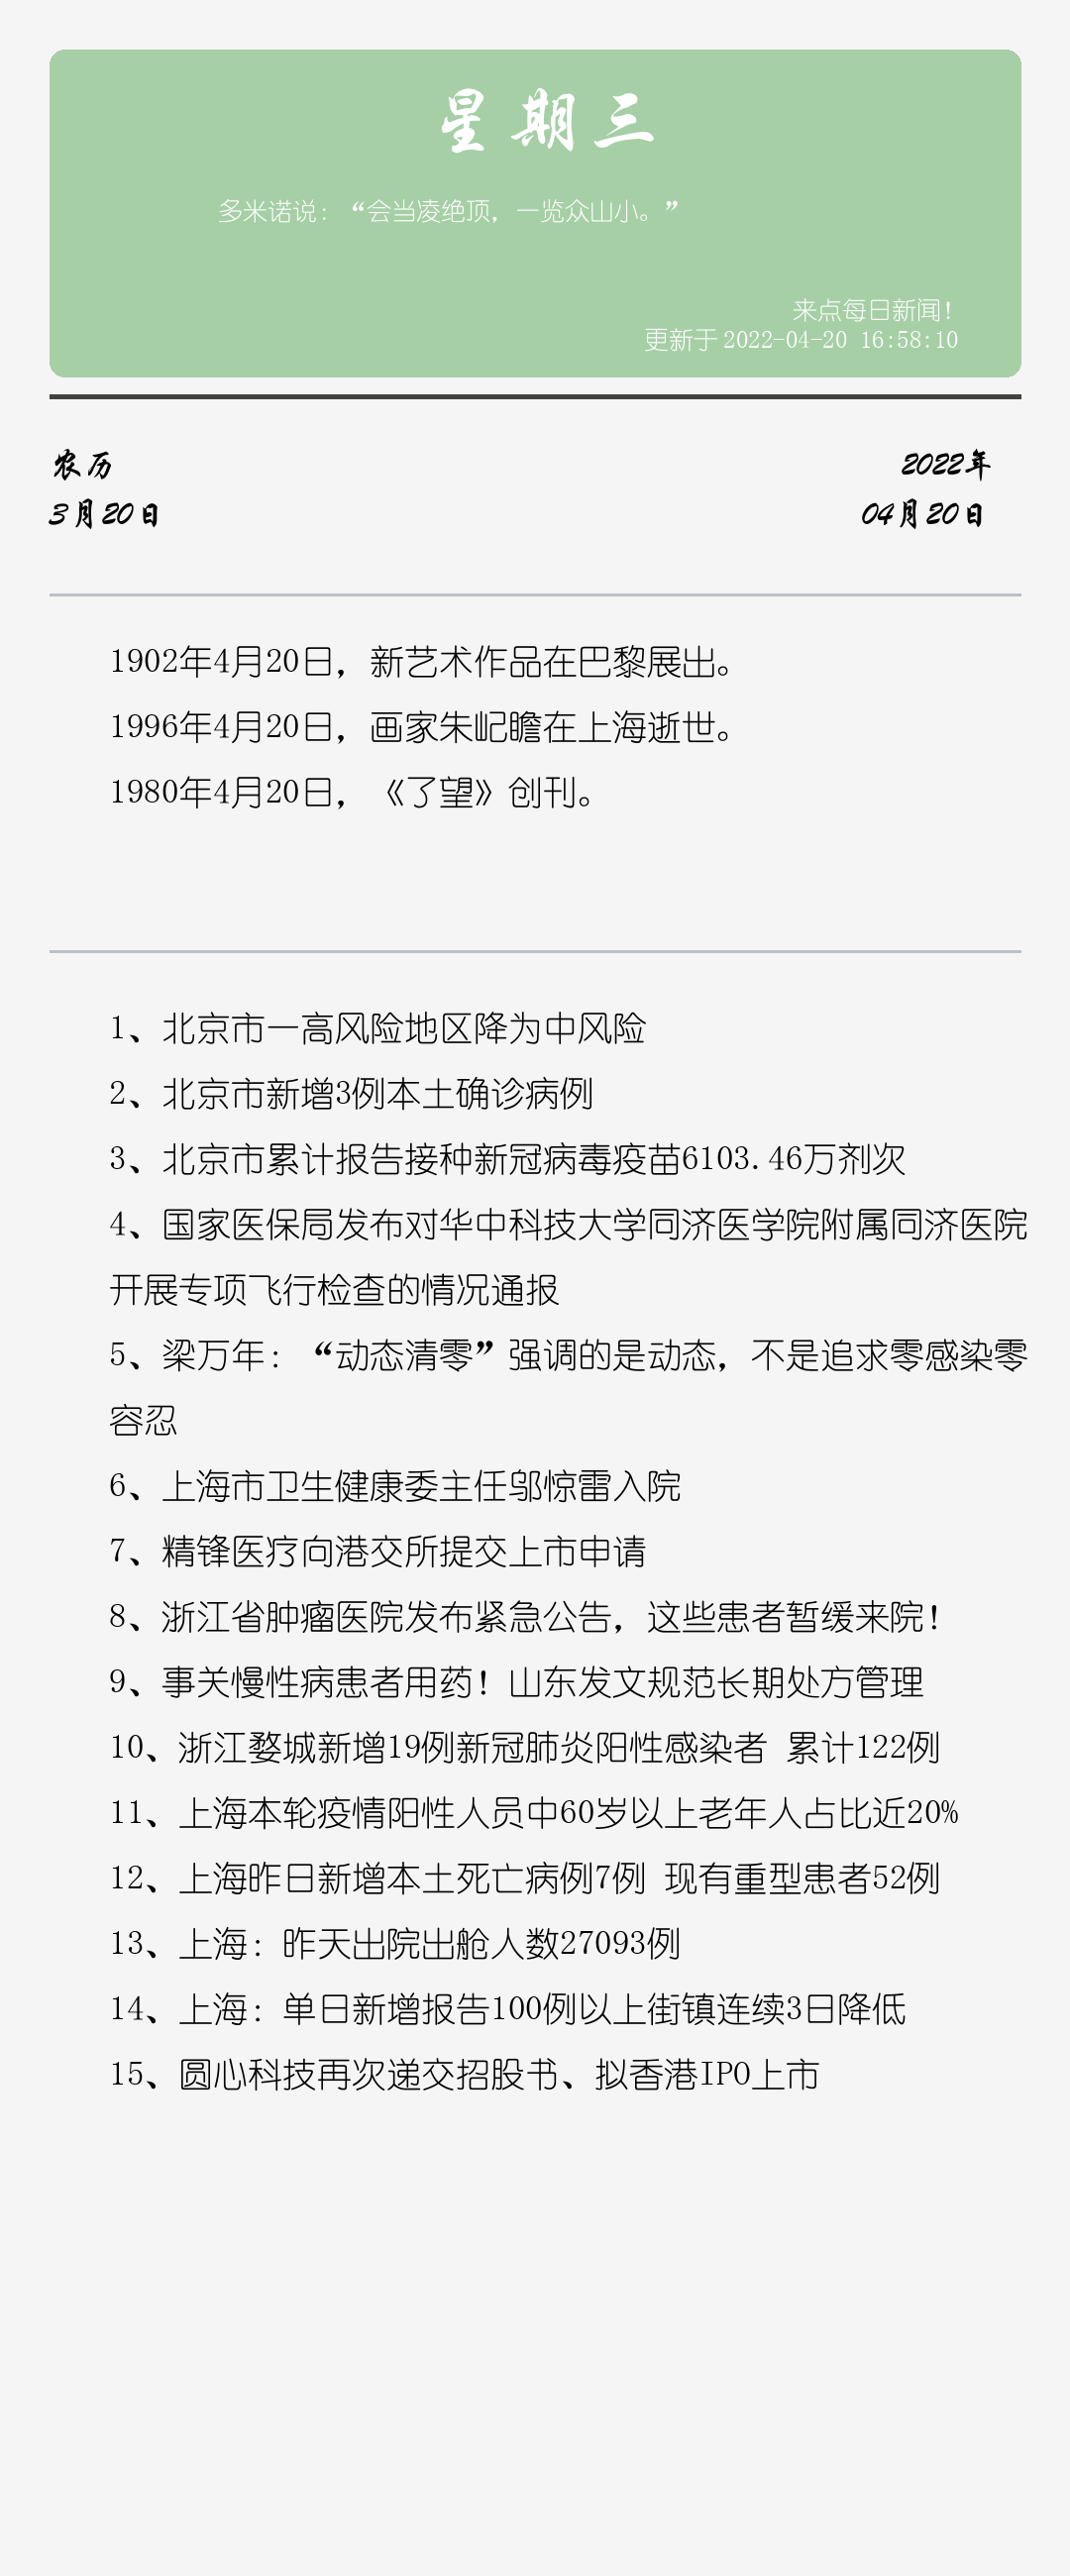 星期三
多米诺说：“会当凌绝顶，一览众山小。”
来点每日新闻！
更新于2022-04-20 16:58:10
农历
2022年
3月20日
04月20日
1902年4月20日，新艺术作品在巴黎展出。
1996年4月20日，画家朱屺瞻在上海逝世。
1980年4月20日，《了望》创刊。
1、北京市一高风险地区降为中风险
2、北京市新增3例本土确诊病例
3、北京市累计报告接种新冠病毒疫苗6103.46万剂次
4、国家医保局发布对华中科技大学同济医学院附属同济医院
开展专项飞行检查的情况通报
5、梁万年：“动态清零”强调的是动态，不是追求零感染零
容忍
6、上海市卫生健康委主任邬惊雷入院
7、精锋医疗向港交所提交上市申请
8、浙江省肿瘤医院发布紧急公告，这些患者暂缓来院！
9、事关慢性病患者用药！山东发文规范长期处方管理
10、浙江婺城新增19例新冠肺炎阳性感染者 累计122例
11、上海本轮疫情阳性人员中60岁以上老年人占比近20%
12、上海昨日新增本土死亡病例7例 现有重型患者52例
13、上海：昨天出院出舱人数27093例
14、上海：单日新增报告100例以上街镇连续3日降低
15、圆心科技再次递交招股书、拟香港IPO上市